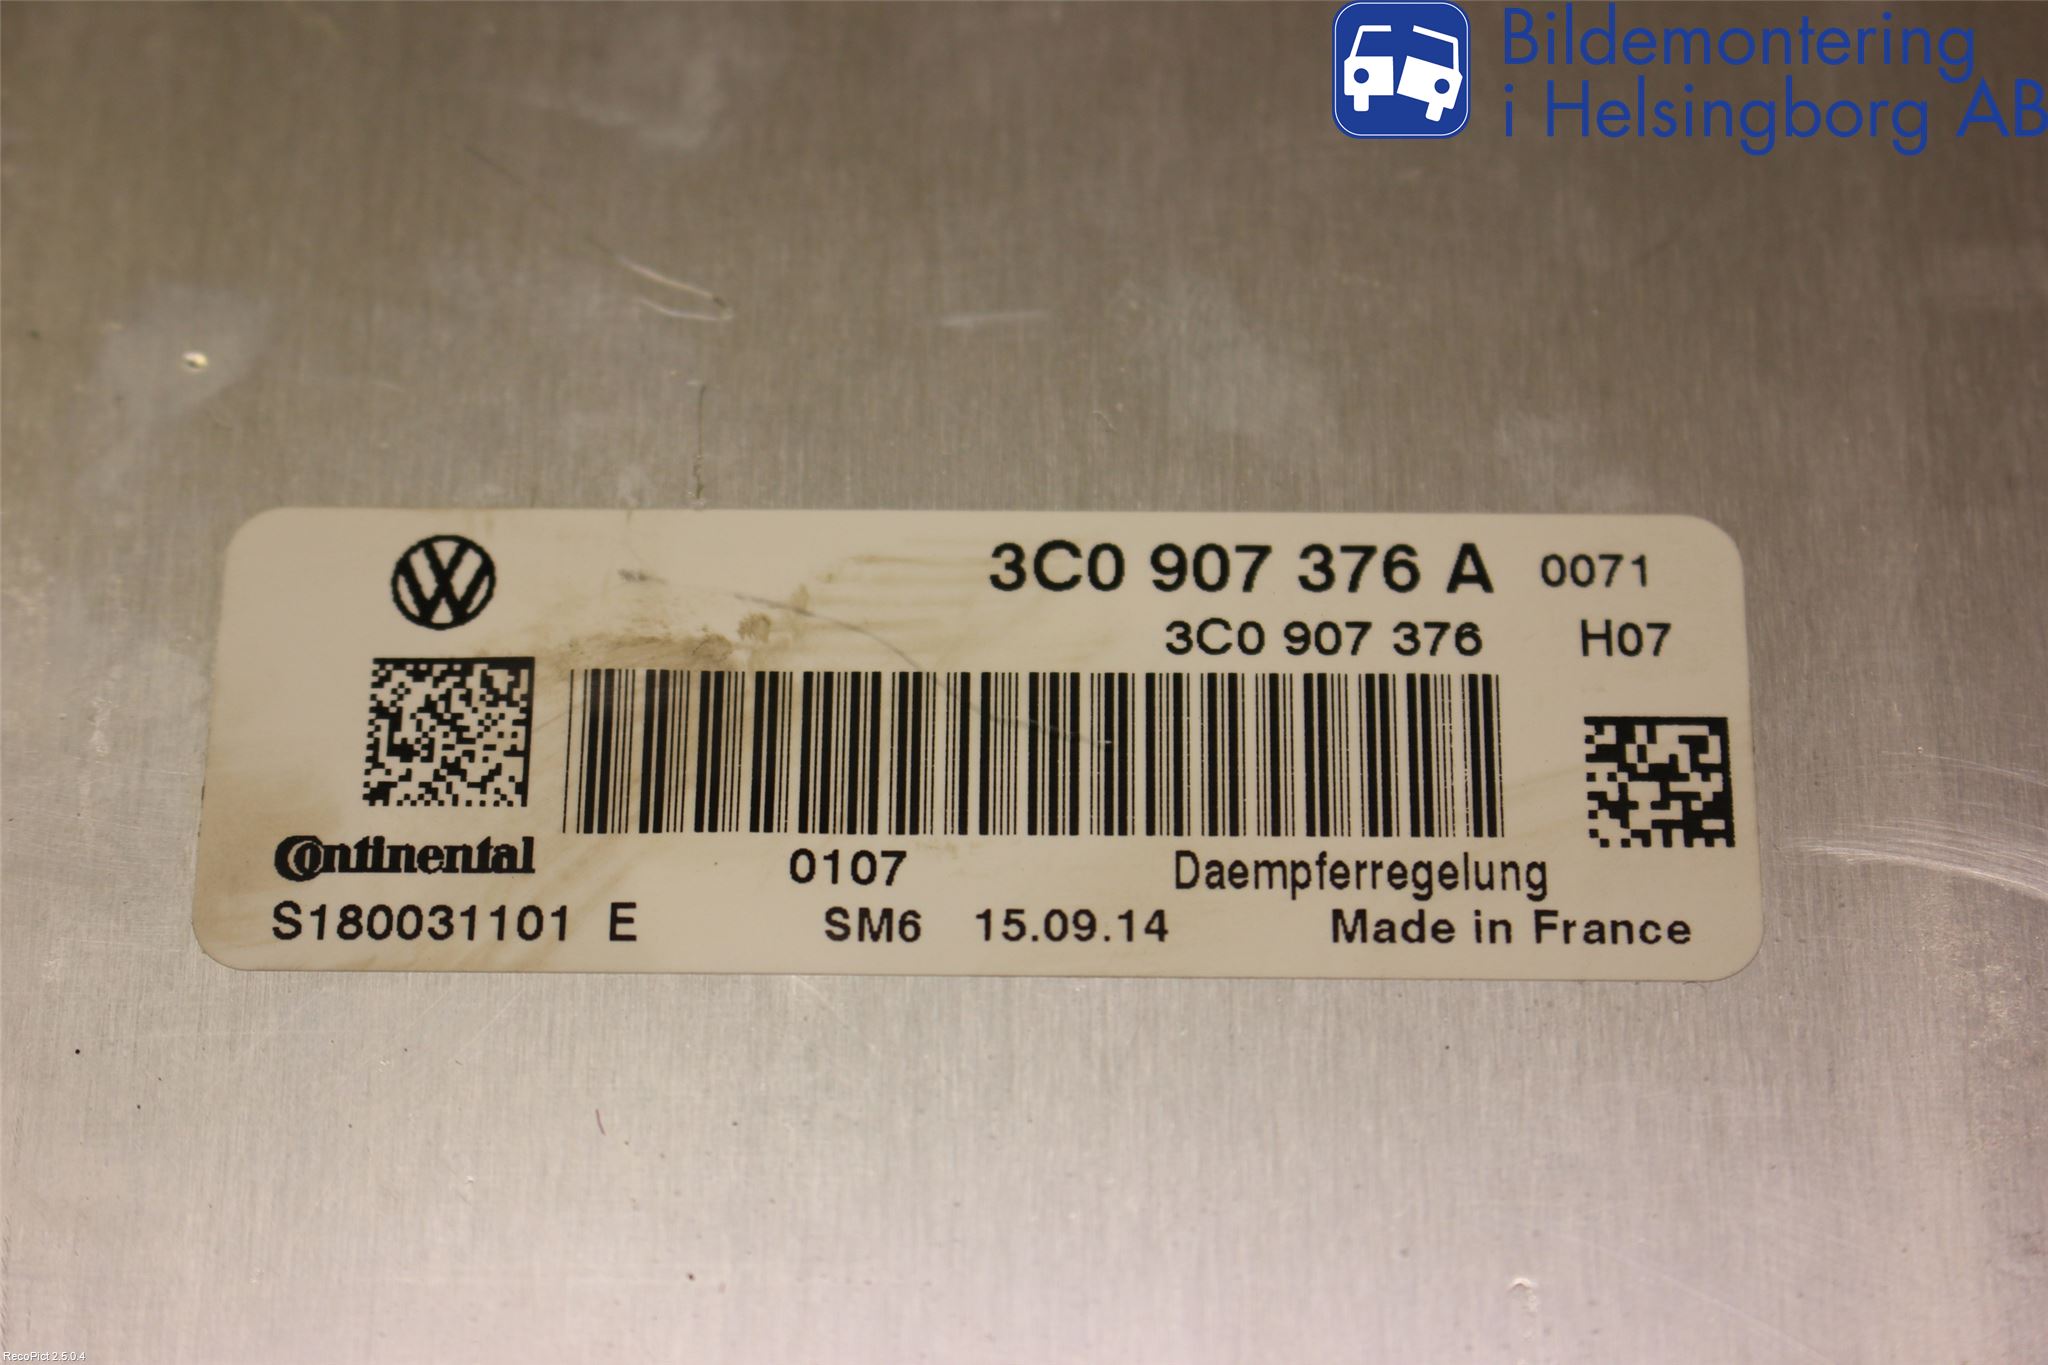 Bildemontering
i Helsingborg AB
3C0 907 376 A 0071
3C0 907 376 H07
Continental
0107 Daempferregelung
S180031101 E SM6 15.09.14 Made in France
RecoPict 2.5.0.4